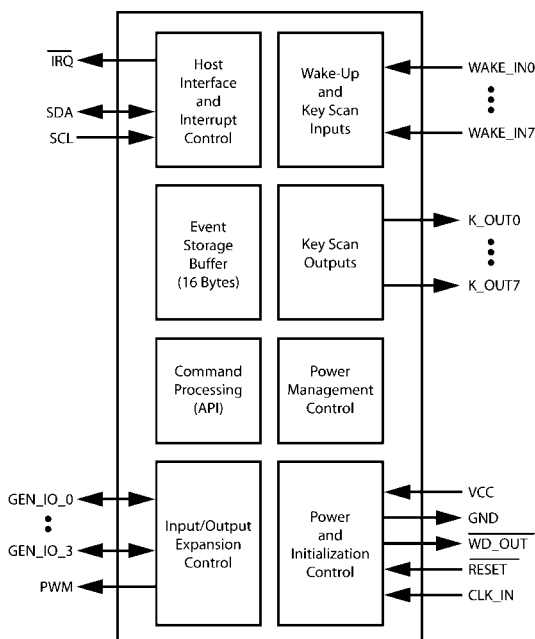 IRQ
SDA
SCL
Host
Interface
and
Interrupt
Control
Wake-Up
and
Key Scan
Inputs
WAKE_IN0
WAKE_IN7
Event
Storage
Buffer
(16 Bytes)
Key Scan
Outputs
K_OUT0
K_OUT7
Command
Processing
(API)
Power
Management
Control
GEN_IO_0
GEN_IO_3
PWM
Input/Output
Expansion
Control
Power
and
Initialization
Control
VCC
GND
WD_OUT
RESET
CLK_IN